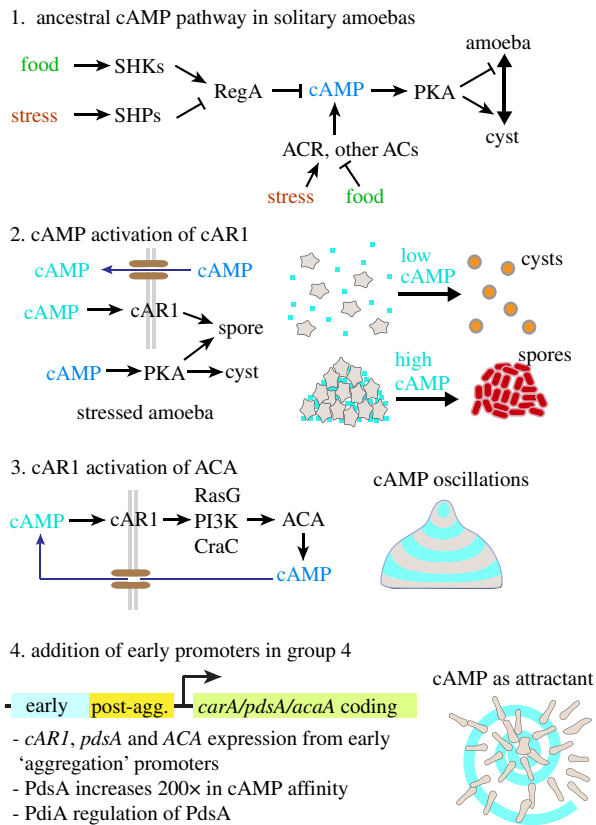 1. ancestral cAMP pathway in solitary amoebas
amoeba
food
SHKs
RegA
cAMP
PKA
stress
SHPs
cyst
ACR, other ACs
stress
food
2. cAMP activation of cAR1
cAMP
cAMP
cAMP
cAR1
spore
cAMP
PKA
cyst
stressed amoeba
low
cAMP
cysts
high
cAMP
spores
3. cAR1 activation of ACA
cAMP oscillations
RasG
cAMP
cAR1
PI3K
ACA
CraC
cAMP
4. addition of early promoters in group 4
cAMP as attractant
early
post-agg.
carA/pdsA/acaA coding
- cAR1, pdsA and ACA expression from early
‘aggregation’ promoters
- PdsA increases 200× in cAMP affinity
- PdiA regulation of PdsA